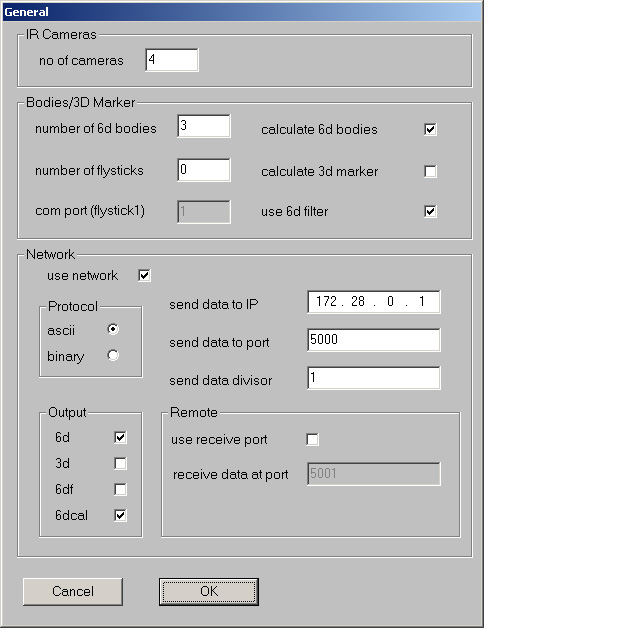 General
IR Cameras
no of cameras 4
Bodies/3D Marker
number of 6d bodies 3 calculate 6d bodies
number of flysticks 0 calculate 3d marker
com port (flystick1) 1 use 6d filter
Network
use network
Protocol
ascii
binary
send data to IP 172 . 28 . 0 . 1
send data to port 5000
send data divisor 1
Output
6d
3d
6df
6dcal
Remote
use receive port
receive data at port 5001
Cancel OK